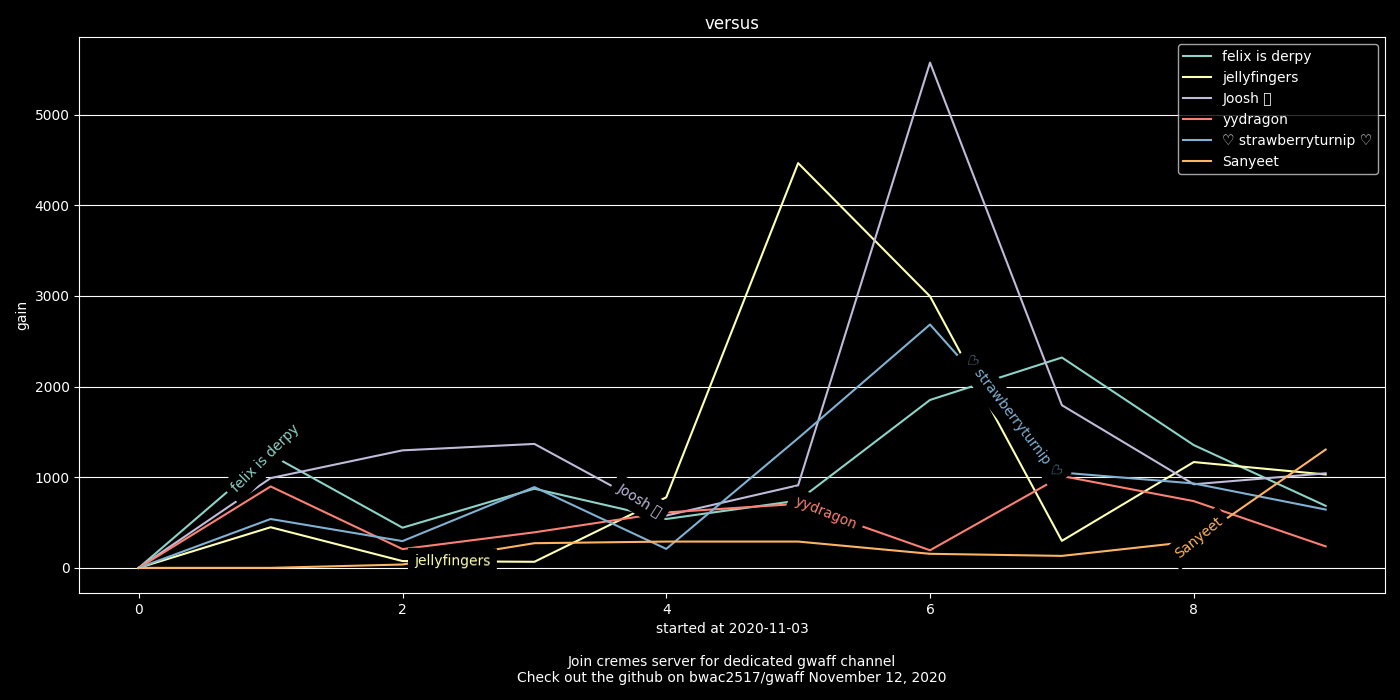 versus
felix is derpy
jellyfingers
Joosh
yydragon
♡ strawberryturnip ♡
Sanyeet
5000
4000
3000
2000
1000
0
gain
felix is derpy
jellyfingers
Joosh
yydragon
♡ strawberryturnip ♡
Sanyeet
0 2 4 6 8
started at 2020-11-03
Join cremes server for dedicated gwaff channel
Check out the github on bwac2517/gwaff November 12, 2020